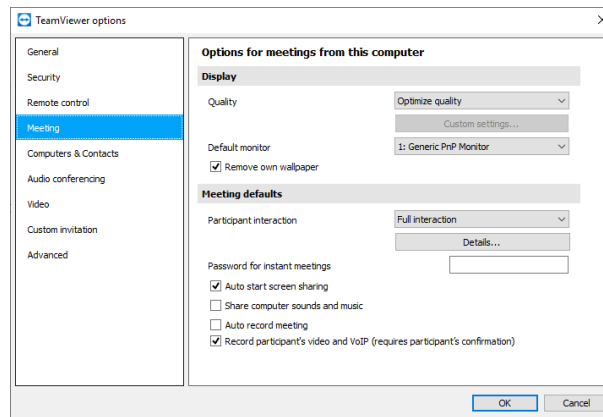 TeamViewer options
General
Security
Remote control
Meeting
Computers & Contacts
Audio conferencing
Video
Custom invitation
Advanced
Options for meetings from this computer
Display
Quality
Optimize quality
Custom settings...
Default monitor
1: Generic PnP Monitor
Remove own wallpaper
Meeting defaults
Participant interaction
Full interaction
Details...
Password for instant meetings
Auto start screen sharing
Share computer sounds and music
Auto record meeting
Record participant's video and VoIP (requires participant's confirmation)
OK
Cancel